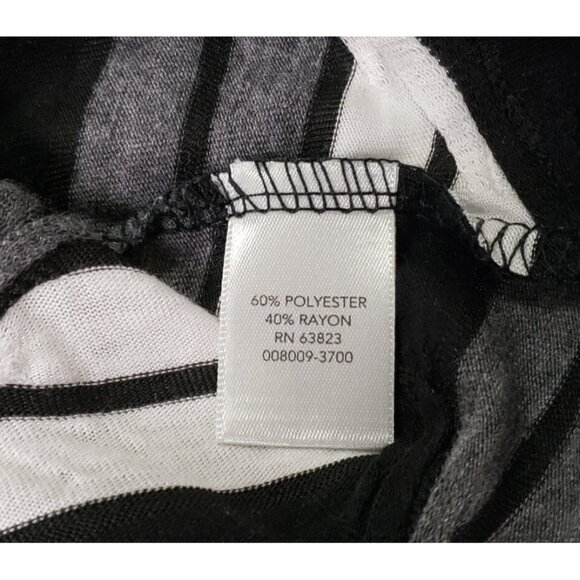 60% POLYESTER
40% RAYON
RN 63823
008009-3700